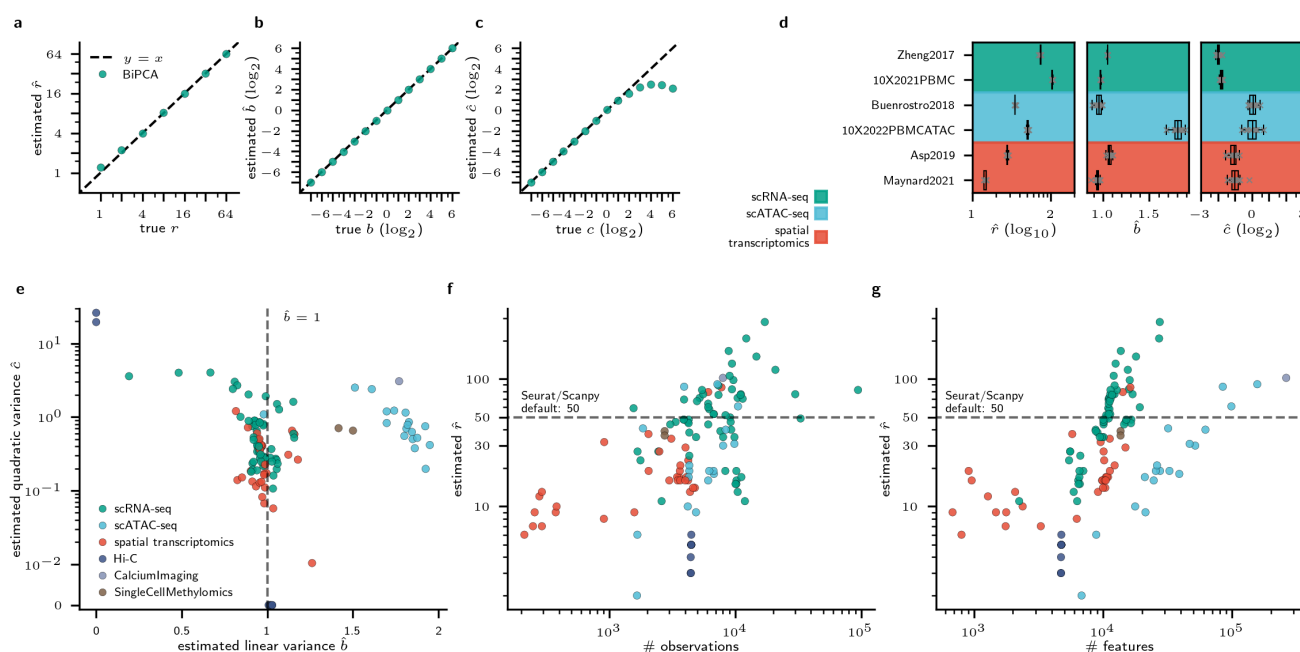 a
64
16
4
1
estimated r̂
y = x
BiPCA
1
4
16
64
true r
b
6
4
2
0
−2
−4
−6
estimated b̂ (log₂)
−6
−4
−2
0
2
4
6
true b (log₂)
c
6
4
2
0
−2
−4
−6
estimated ĉ (log₂)
−6
−4
−2
0
2
4
6
true c (log₂)
scRNA-seq
scATAC-seq
spatial
transcriptomics
d
Zheng2017
10X2021PBMC
Buenrostro2018
10X2022PBMCATAC
Asp2019
Maynard2021
1
2
r̂ (log₁₀)
1.0
1.5
b̂
−3
0
ĉ (log₂)
e
b̂ = 1
10¹
10⁰
10⁻¹
10⁻²
0
estimated quadratic variance ĉ
scRNA-seq
scATAC-seq
spatial transcriptomics
Hi-C
CalciumImaging
SingleCellMethylomics
0
0.5
1
1.5
2
estimated linear variance b̂
f
100
50
30
10
estimated r̂
Seurat/Scanpy
default: 50
10³
10⁴
10⁵
# observations
g
100
50
30
10
estimated r̂
Seurat/Scanpy
default: 50
10³
10⁴
10⁵
# features